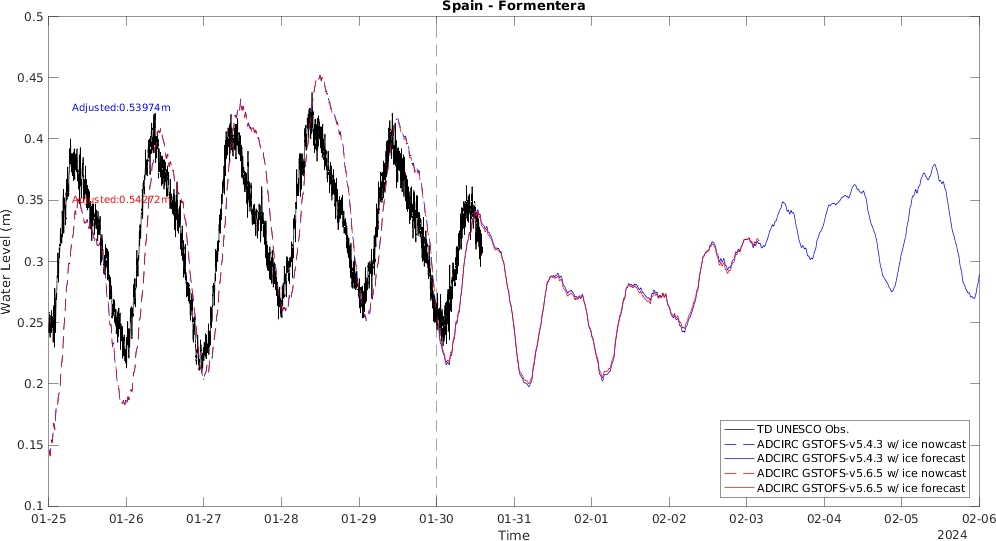 Spain - Formentera
0.5
0.45
0.4
0.35
0.3
0.25
0.2
0.15
0.1
Water Level (m)
Adjusted:0.53974m
Adjusted:0.54272m
TD UNESCO Obs.
ADCIRC GSTOFS-v5.4.3 w/ ice nowcast
ADCIRC GSTOFS-v5.4.3 w/ ice forecast
ADCIRC GSTOFS-v5.6.5 w/ ice nowcast
ADCIRC GSTOFS-v5.6.5 w/ ice forecast
01-25 01-26 01-27 01-28 01-29 01-30 01-31 02-01 02-02 02-03 02-04 02-05 02-06
Time
2024